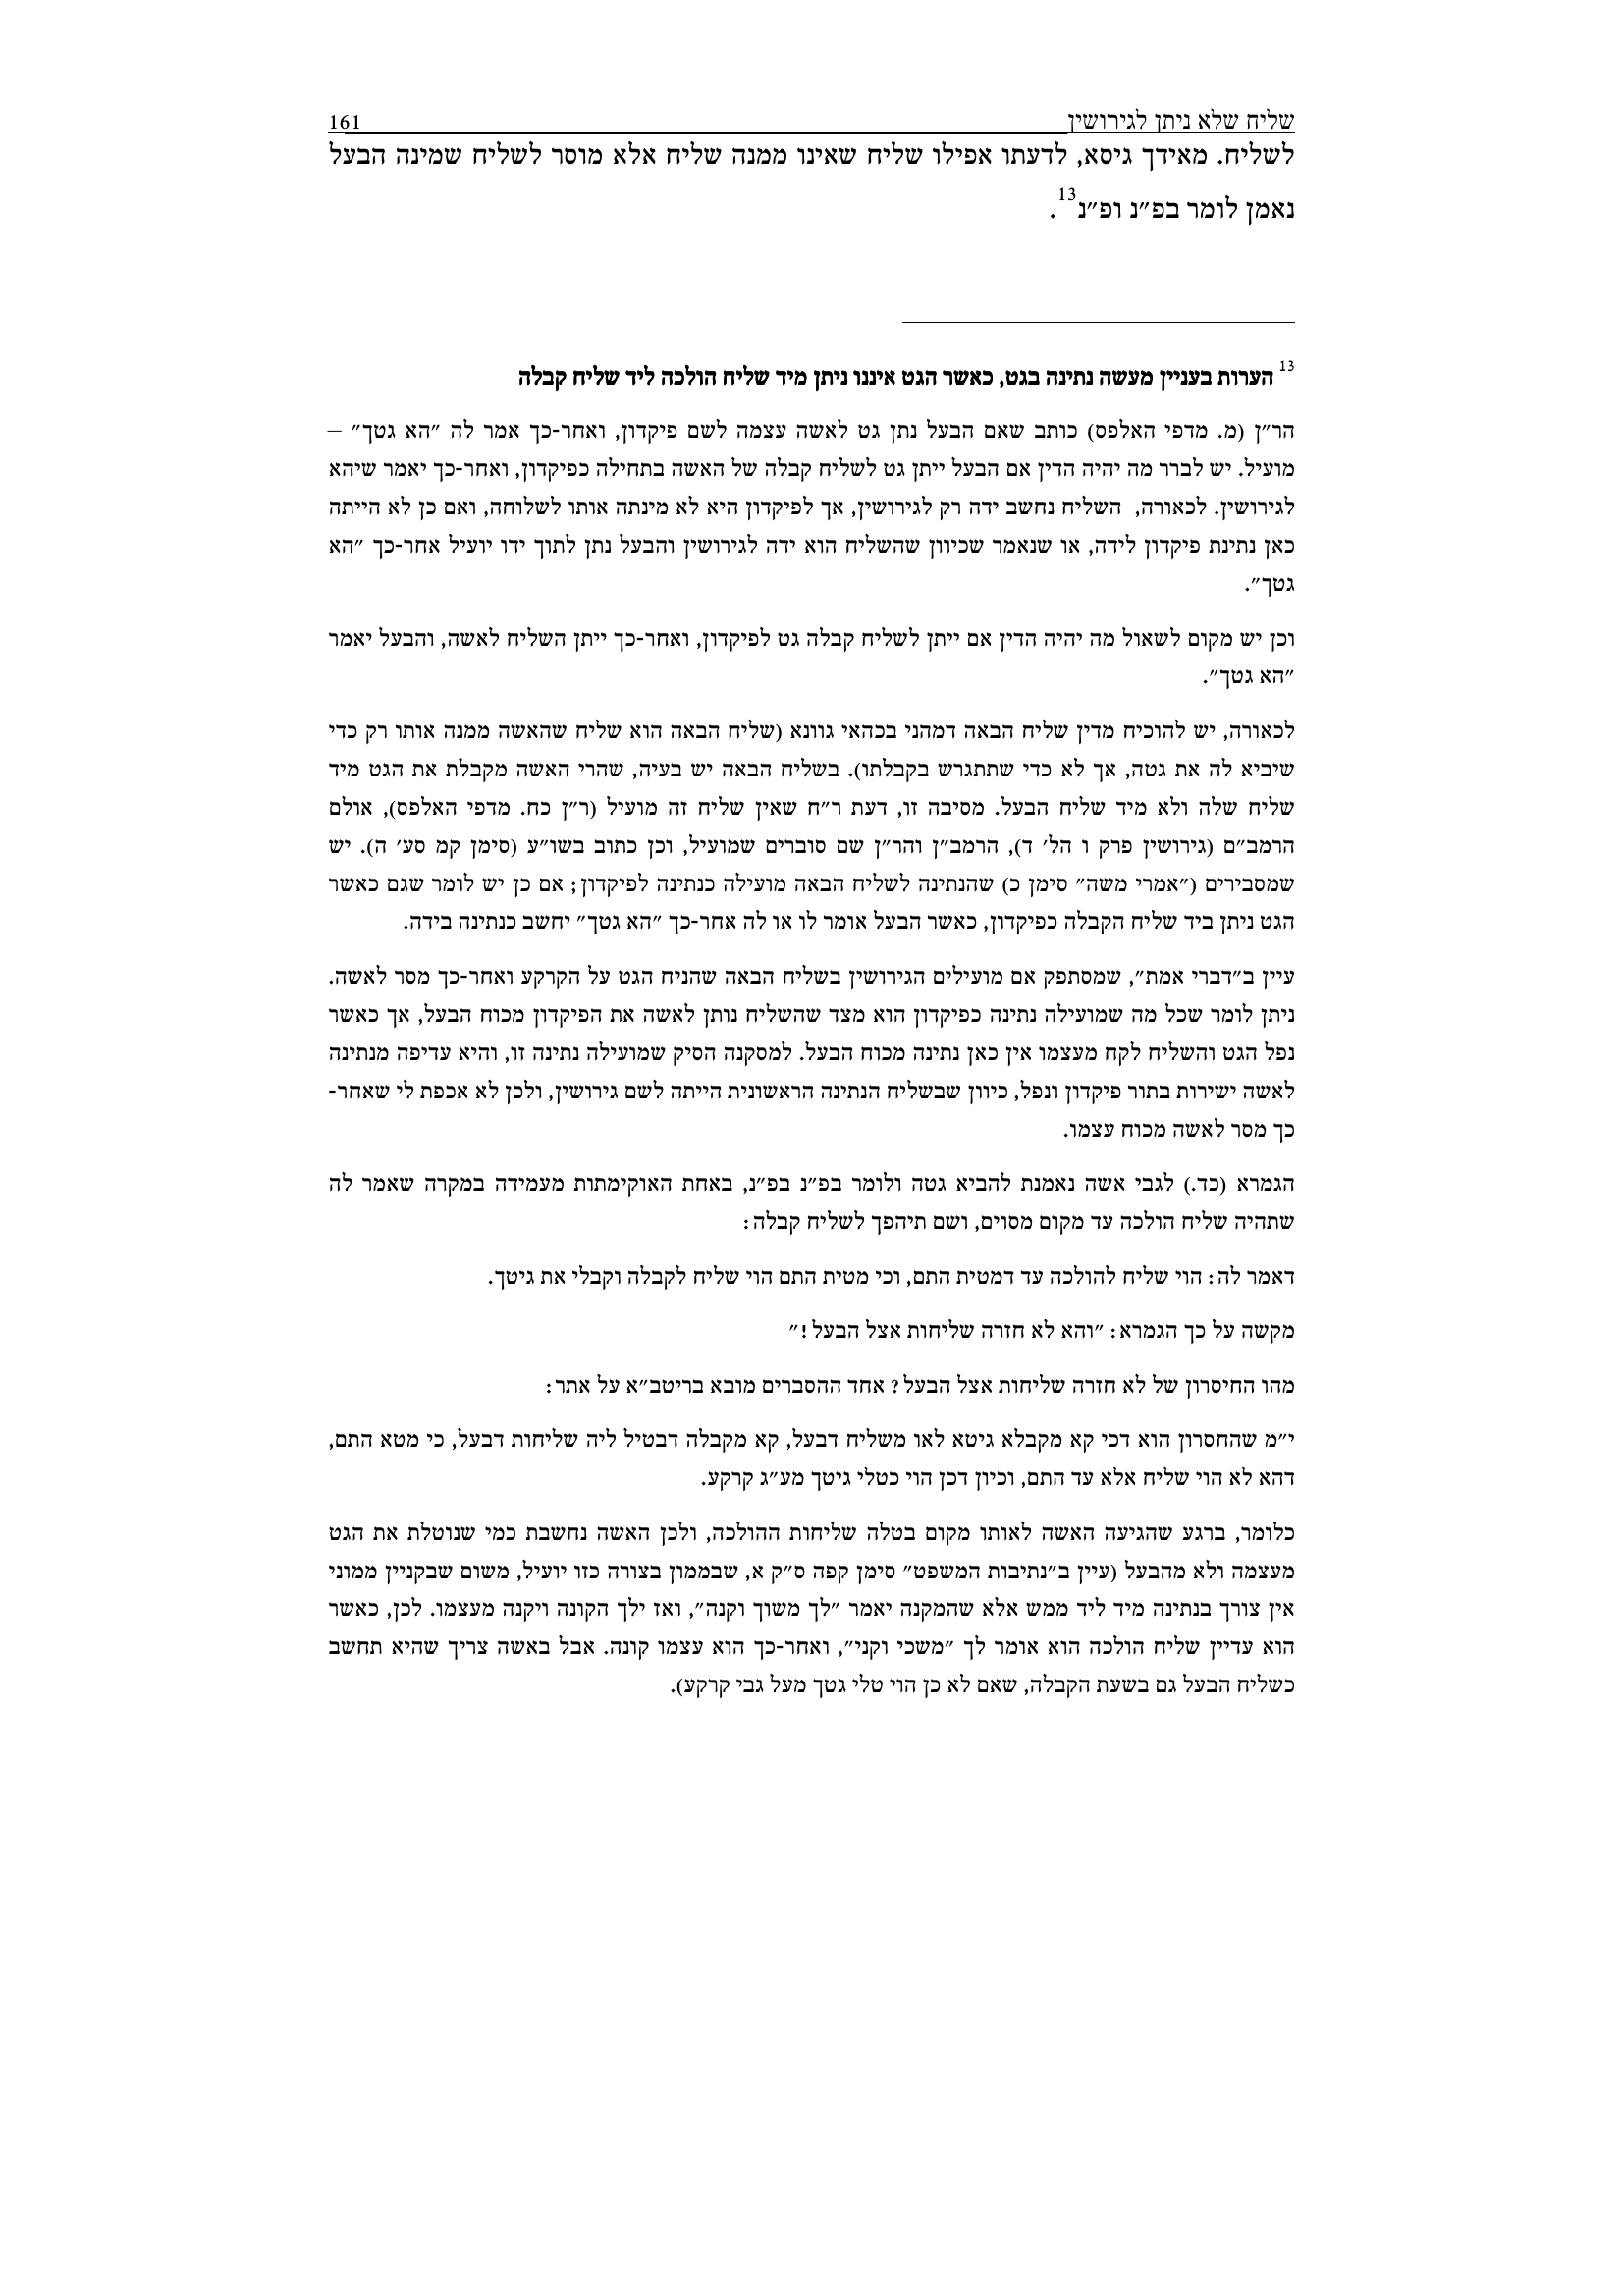 שליח שלא ניתן לגירושין 161
לשליח. מאידך גיסא, לדעתו אפילו שליח שאינו ממנה שליח אלא מוסר לשליח שמינה הבעל
נאמן לומר בפ״נ ופ״נ13.
13 הערות בעניין מעשה נתינה בגט, כאשר הגט איננו ניתן מיד שליח הולכה ליד שליח קבלה
הר״ן (מ. מדפי האלפס) כותב שאם הבעל נתן גט לאשה עצמה לשם פיקדון, ואחר-כך אמר לה ״הא גטך״ –
מועיל. יש לברר מה יהיה הדין אם הבעל ייתן גט לשליח קבלה של האשה בתחילה כפיקדון, ואחר-כך יאמר שיהא
לגירושין. לכאורה, השליח נחשב ידה רק לגירושין, אך לפיקדון היא לא מינתה אותו לשלוחה, ואם כן לא הייתה
כאן נתינת פיקדון לידה, או שנאמר שכיוון שהשליח הוא ידה לגירושין והבעל נתן לתוך ידו יועיל אחר-כך ״הא
גטך״.
וכן יש מקום לשאול מה יהיה הדין אם ייתן לשליח קבלה גט לפיקדון, ואחר-כך ייתן השליח לאשה, והבעל יאמר
״הא גטך״.
לכאורה, יש להוכיח מדין שליח הבאה דמהני בכהאי גוונא (שליח הבאה הוא שליח שהאשה ממנה אותו רק כדי
שיביא לה את גטה, אך לא כדי שתתגרש בקבלתו). בשליח הבאה יש בעיה, שהרי האשה מקבלת את הגט מיד
שליח שלה ולא מיד שליח הבעל. מסיבה זו, דעת ר״ח שאין שליח זה מועיל (ר״ן כח. מדפי האלפס), אולם
הרמב״ם (גירושין פרק ו הל׳ ד), הרמב״ן והר״ן שם סוברים שמועיל, וכן כתוב בשו״ע (סימן קמ סע׳ ה). יש
שמסבירים (״אמרי משה״ סימן כ) שהנתינה לשליח הבאה מועילה כנתינה לפיקדון; אם כן יש לומר שגם כאשר
הגט ניתן ביד שליח הקבלה כפיקדון, כאשר הבעל אומר לו או לה אחר-כך ״הא גטך״ יחשב כנתינה בידה.
עיין ב״דברי אמת״, שמסתפק אם מועילים הגירושין בשליח הבאה שהניח הגט על הקרקע ואחר-כך מסר לאשה.
ניתן לומר שכל מה שמועילה נתינה כפיקדון הוא מצד שהשליח נותן לאשה את הפיקדון מכוח הבעל, אך כאשר
נפל הגט והשליח לקח מעצמו אין כאן נתינה מכוח הבעל. למסקנה הסיק שמועילה נתינה זו, והיא עדיפה מנתינה
לאשה ישירות בתור פיקדון ונפל, כיוון שבשליח הנתינה הראשונית הייתה לשם גירושין, ולכן לא אכפת לי שאחר-
כך מסר לאשה מכוח עצמו.
הגמרא (כד.) לגבי אשה נאמנת להביא גטה ולומר בפ״נ בפ״נ, באחת האוקימתות מעמידה במקרה שאמר לה
שתהיה שליח הולכה עד מקום מסוים, ושם תיהפך לשליח קבלה:
דאמר לה: הוי שליח להולכה עד דמטית התם, וכי מטית התם הוי שליח לקבלה וקבלי את גיטך.
מקשה על כך הגמרא: ״והא לא חזרה שליחות אצל הבעל!״
מהו החיסרון של לא חזרה שליחות אצל הבעל? אחד ההסברים מובא בריטב״א על אתר:
י״מ שהחסרון הוא דכי קא מקבלא גיטא לאו משליח דבעל, קא מקבלה דבטיל ליה שליחות דבעל, כי מטא התם,
דהא לא הוי שליח אלא עד התם, וכיון דכן הוי כטלי גיטך מע״ג קרקע.
כלומר, ברגע שהגיעה האשה לאותו מקום בטלה שליחות ההולכה, ולכן האשה נחשבת כמי שנוטלת את הגט
מעצמה ולא מהבעל (עיין ב״נתיבות המשפט״ סימן קפה ס״ק א, שבממון בצורה כזו יועיל, משום שבקניין ממוני
אין צורך בנתינה מיד ליד ממש אלא שהמקנה יאמר ״לך משוך וקנה״, ואז ילך הקונה ויקנה מעצמו. לכן, כאשר
הוא עדיין שליח הולכה הוא אומר לך ״משכי וקני״, ואחר-כך הוא עצמו קונה. אבל באשה צריך שהיא תחשב
כשליח הבעל גם בשעת הקבלה, שאם לא כן הוי טלי גטך מעל גבי קרקע).